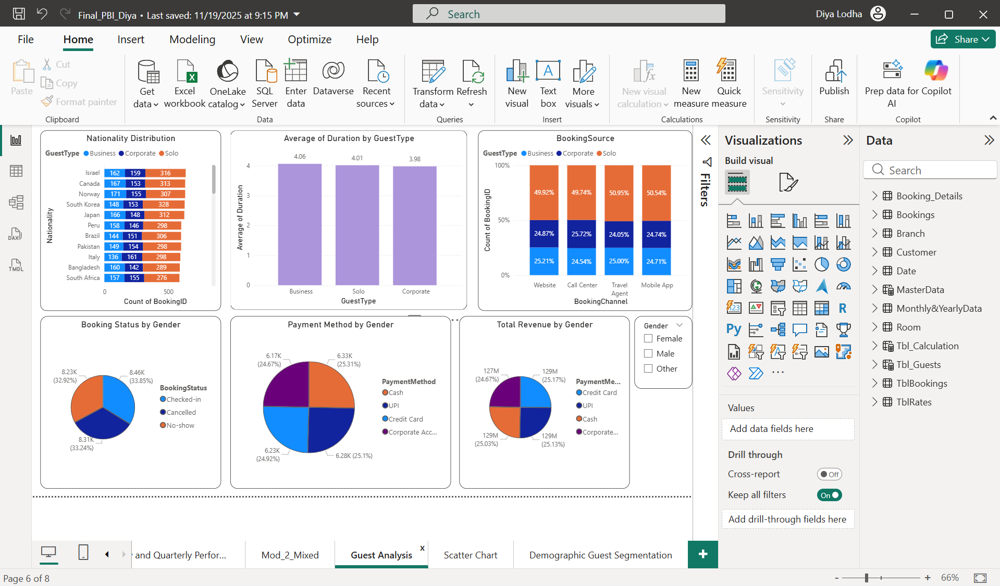 Final_PBI_Diya • Last saved: 11/19/2025 at 9:15 PM
Search
Diya Lodha
File
Home
Insert
Modeling
View
Optimize
Help
Share
Paste
Cut
Copy
Format painter
Clipboard
Get data
Excel workbook
OneLake catalog
SQL Server
Enter data
Dataverse
Recent sources
Data
Transform data
Refresh
Queries
New visual
Text box
More visuals
Insert
New visual calculation
New measure
Quick measure
Calculations
Sensitivity
Sensitivity
Publish
Share
Prep data for AI
Copilot
Copilot
Nationality Distribution
GuestType Business Corporate Solo
Nationality
Israel 162 159 316
Canada 167 153 313
Norway 171 155 307
South Korea 148 153 328
Japan 166 148 312
Peru 158 146 298
Brazil 144 151 306
Pakistan 149 154 298
Italy 136 161 298
Bangladesh 160 142 289
South Africa 157 155 276
0 500
Count of BookingID
Average of Duration by GuestType
Average of Duration
4.06 4.01 3.98
4
3
2
1
0
Business Solo Corporate
GuestType
BookingSource
GuestType Business Corporate Solo
Count of BookingID
100%
50%
0%
49.92% 49.74% 50.95% 50.54%
24.87% 25.72% 24.05% 24.74%
25.21% 24.54% 25.00% 24.71%
Website Call Center Travel Agent Mobile App
BookingChannel
Booking Status by Gender
8.23K (32.92%)
8.46K (33.85%)
8.31K (33.24%)
BookingStatus
Checked-in
Cancelled
No-show
Payment Method by Gender
6.17K (24.67%)
6.33K (25.31%)
6.23K (24.92%)
6.28K (25.1%)
PaymentMethod
Cash
UPI
Credit Card
Corporate Acc...
Total Revenue by Gender
127M (24.67%)
129M (25.17%)
129M (25.03%)
129M (25.13%)
PaymentMe...
Credit Card
UPI
Cash
Corporate...
Gender
Female
Male
Other
Filters
Visualizations
Build visual
123
R
Py
Values
Add data fields here
Drill through
Cross-report
Off
Keep all filters
On
Add drill-through fields here
Data
Search
Booking_Details
Bookings
Branch
Customer
Date
MasterData
Monthly&YearlyData
Room
Tbl_Calculation
Tbl_Guests
TblBookings
TblRates
DAX
TMDL
and Quarterly Perfor...
Mod_2_Mixed
Guest Analysis
Scatter Chart
Demographic Guest Segmentation
Page 6 of 8
66%